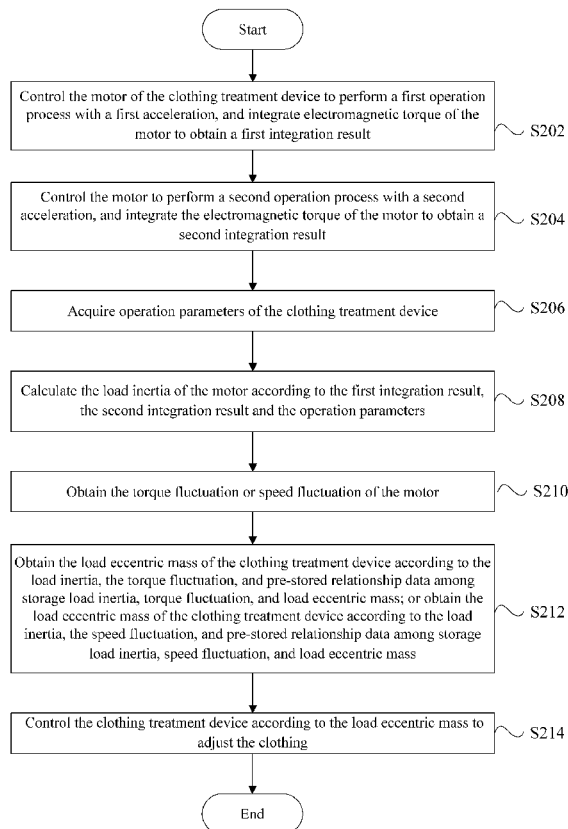 Start
Control the motor of the clothing treatment device to perform a first operation
process with a first acceleration, and integrate electromagnetic torque of the
motor to obtain a first integration result
S202
Control the motor to perform a second operation process with a second
acceleration, and integrate the electromagnetic torque of the motor to obtain a
second integration result
S204
Acquire operation parameters of the clothing treatment device
S206
Calculate the load inertia of the motor according to the first integration result,
the second integration result and the operation parameters
S208
Obtain the torque fluctuation or speed fluctuation of the motor
S210
Obtain the load eccentric mass of the clothing treatment device according to the
load inertia, the torque fluctuation, and pre-stored relationship data among
storage load inertia, torque fluctuation, and load eccentric mass; or obtain the
load eccentric mass of the clothing treatment device according to the load
inertia, the speed fluctuation, and pre-stored relationship data among storage
load inertia, speed fluctuation, and load eccentric mass
S212
Control the clothing treatment device according to the load eccentric mass to
adjust the clothing
S214
End